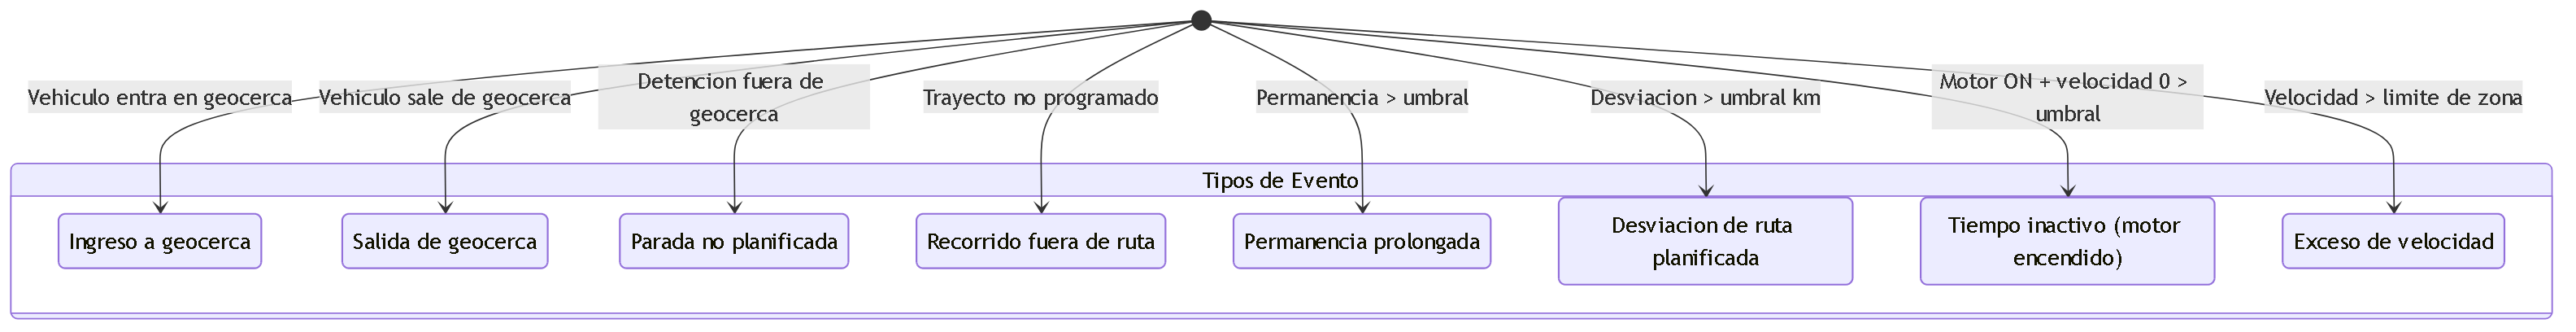 Vehiculo entra en geocerca
Vehiculo sale de geocerca
Detencion fuera de
geocerca
Trayecto no programado
Permanencia > umbral
Desviacion > umbral km
Motor ON + velocidad 0 >
umbral
Velocidad > limite de zona
Tipos de Evento
Ingreso a geocerca
Salida de geocerca
Parada no planificada
Recorrido fuera de ruta
Permanencia prolongada
Desviacion de ruta
planificada
Tiempo inactivo (motor
encendido)
Exceso de velocidad